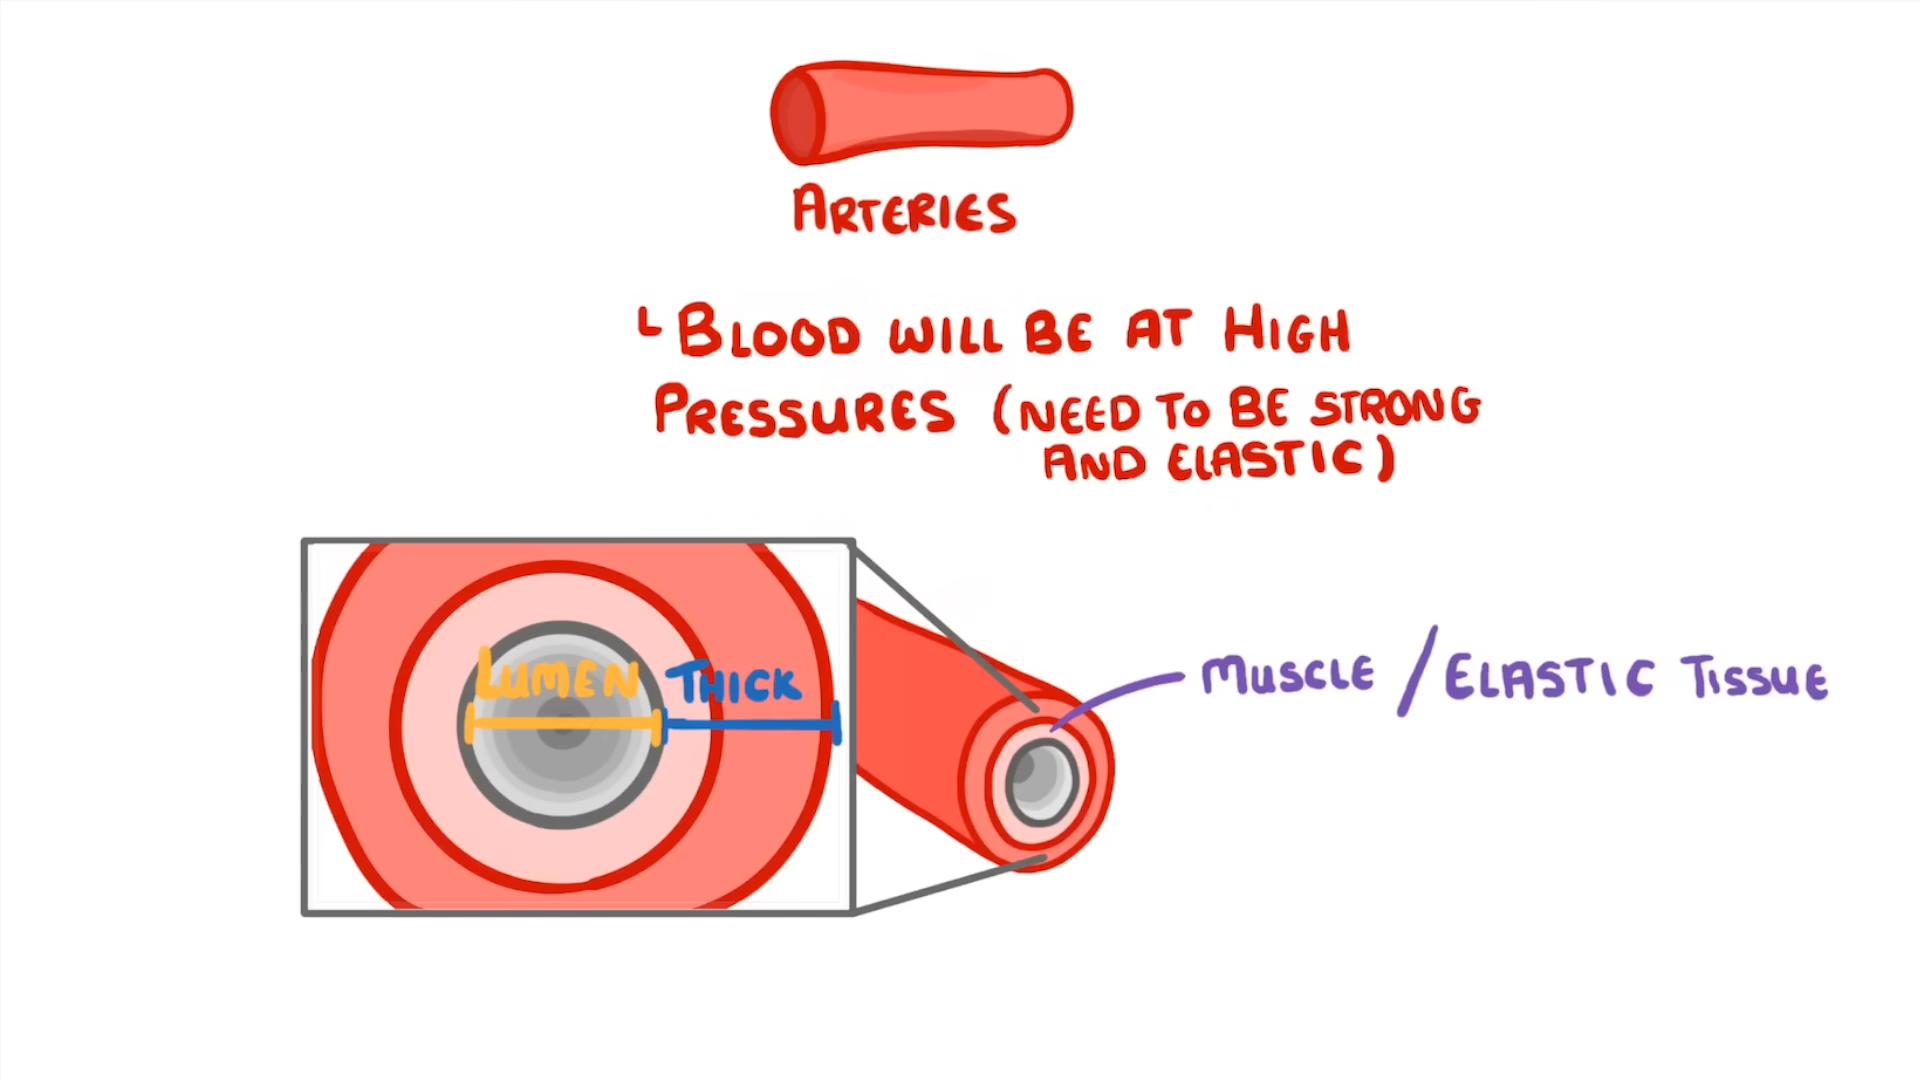 ARTERIES
BLOOD WILL BE AT HIGH
PRESSURES (NEED TO BE STRONG
AND ELASTIC)
LUMEN THICK
MUSCLE / ELASTIC TISSUE